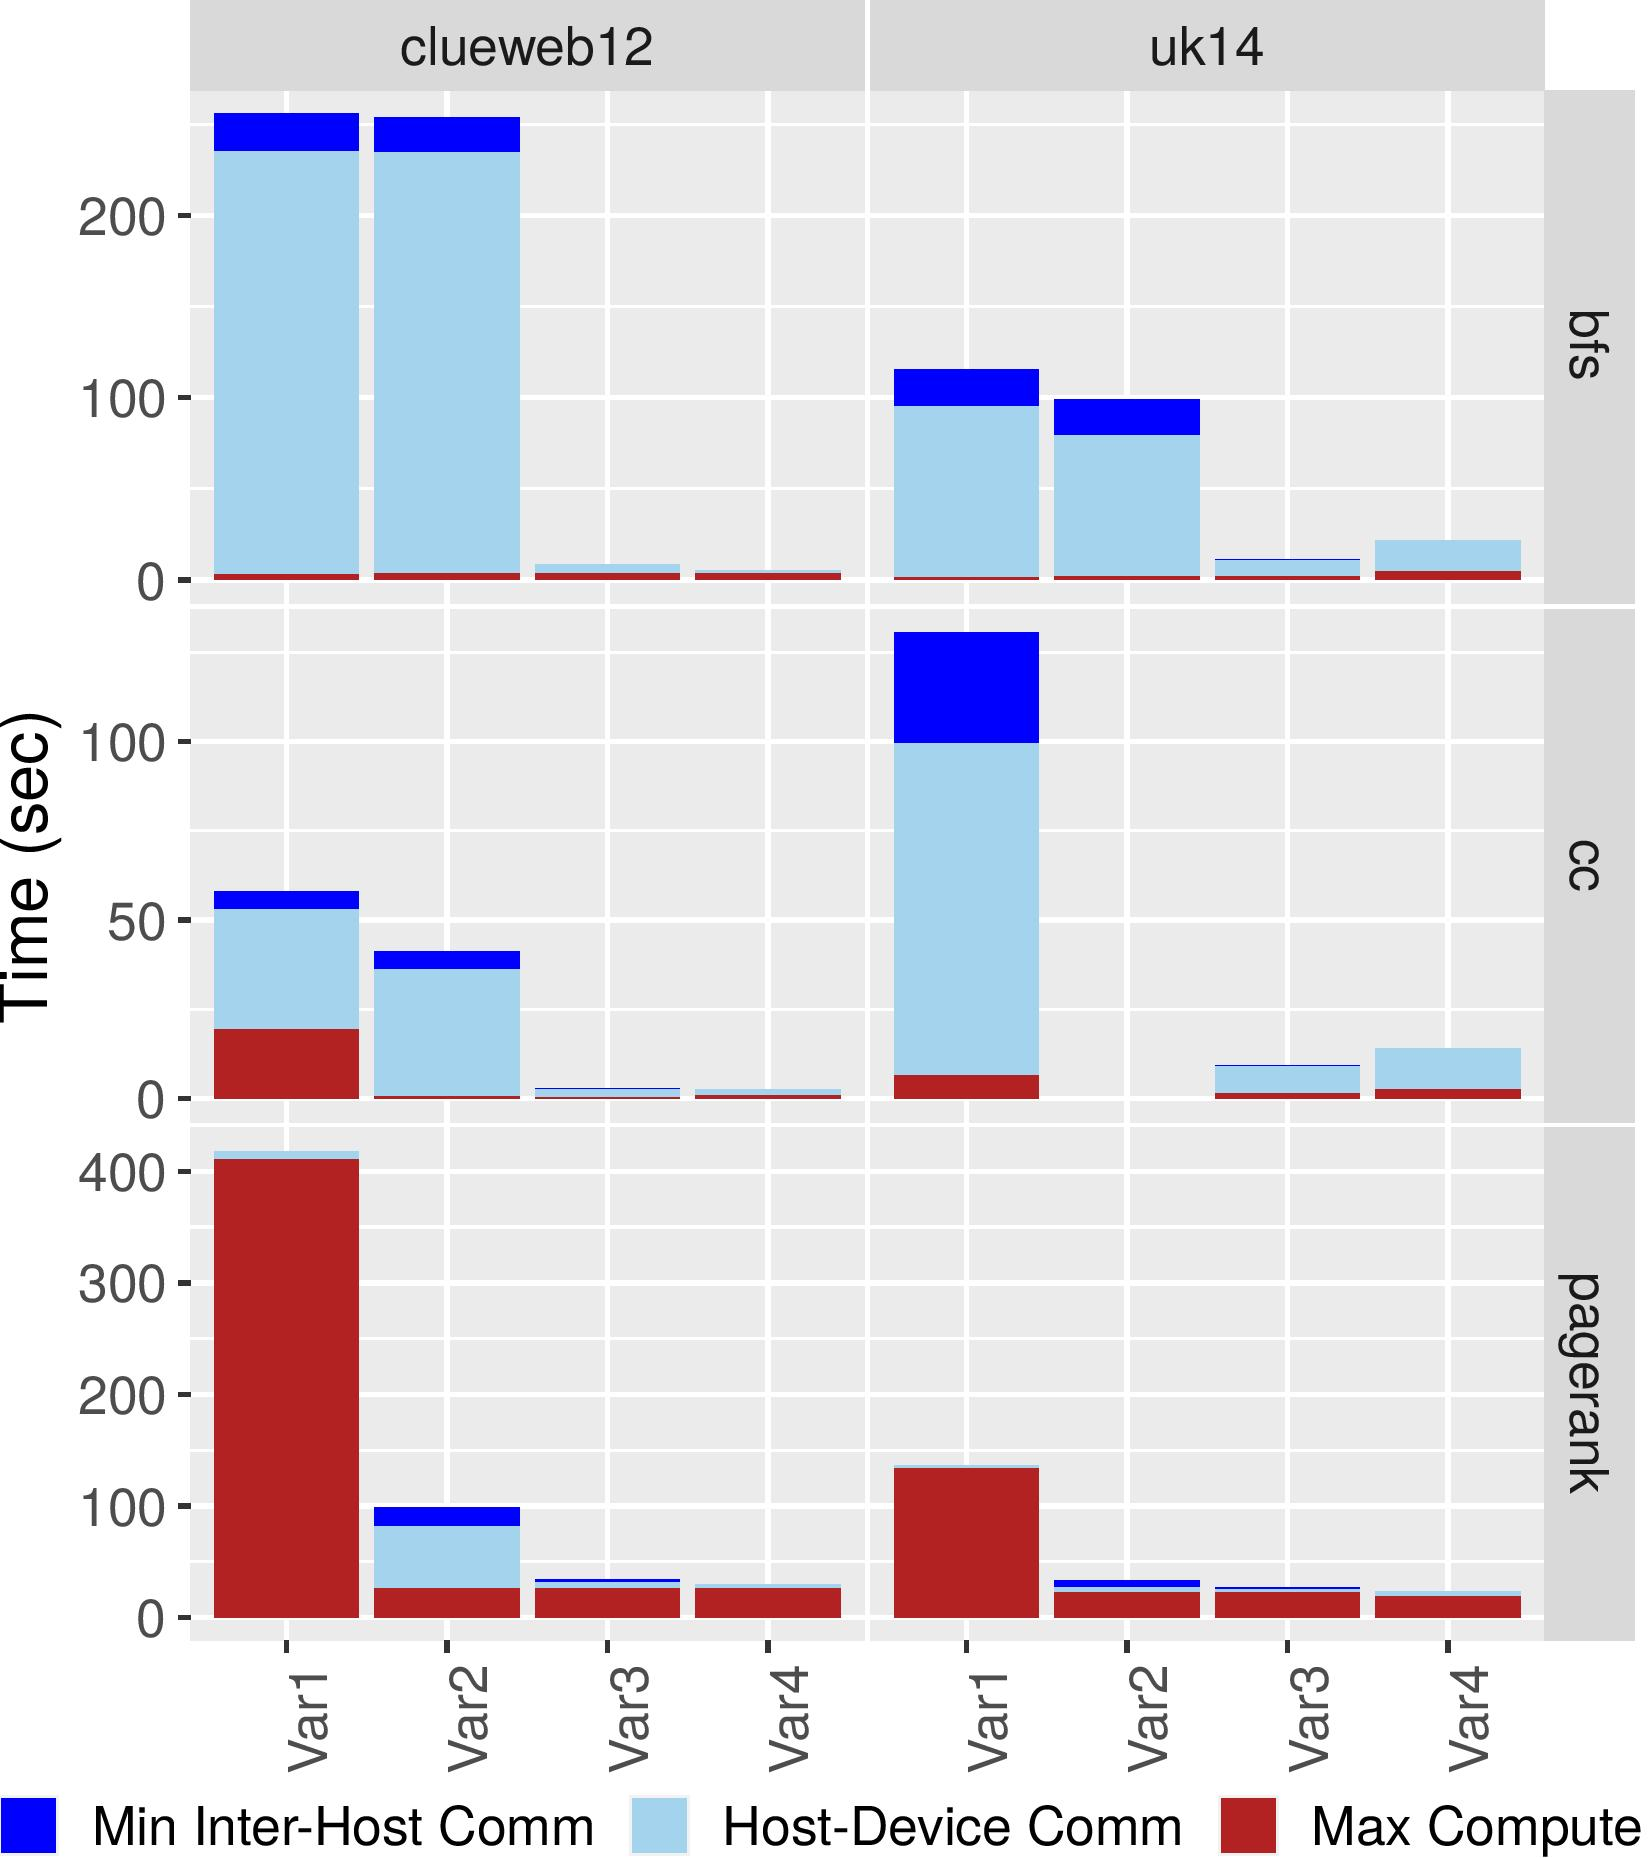 clueweb12
uk14
200
100
0
bfs
100
50
0
cc
400
300
200
100
0
pagerank
Time (sec)
Var1
Var2
Var3
Var4
Var1
Var2
Var3
Var4
Min Inter-Host Comm
Host-Device Comm
Max Compute